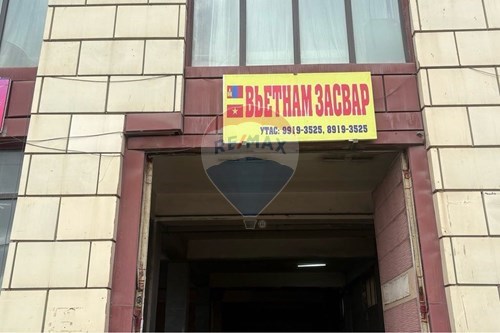 ВЬЕТНАМ ЗАСВАР
УТАС: 9919-3525, 8919-3525
RE/MAX